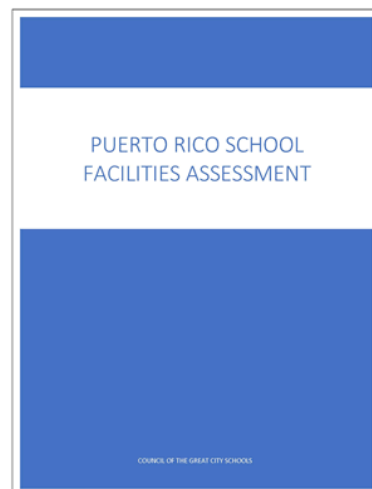 PUERTO RICO SCHOOL
FACILITIES ASSESSMENT
COUNCIL OF THE GREAT CITY SCHOOLS